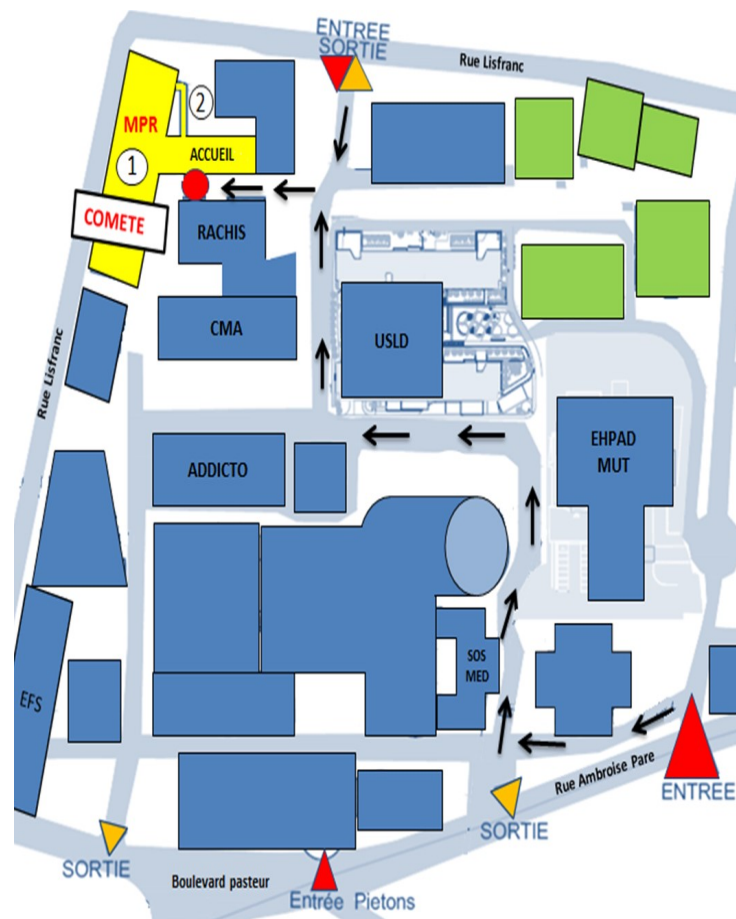 ENTREE
SORTIE
Rue Lisfranc
2
MPR
1
ACCUEIL
COMETE
RACHIS
CMA
USLD
Rue Lisfranc
ADDICTO
EHPAD
MUT
SOS
MED
EFS
Rue Ambroise Pare
ENTREE
SORTIE
SORTIE
Boulevard pasteur
Entrée Pietons